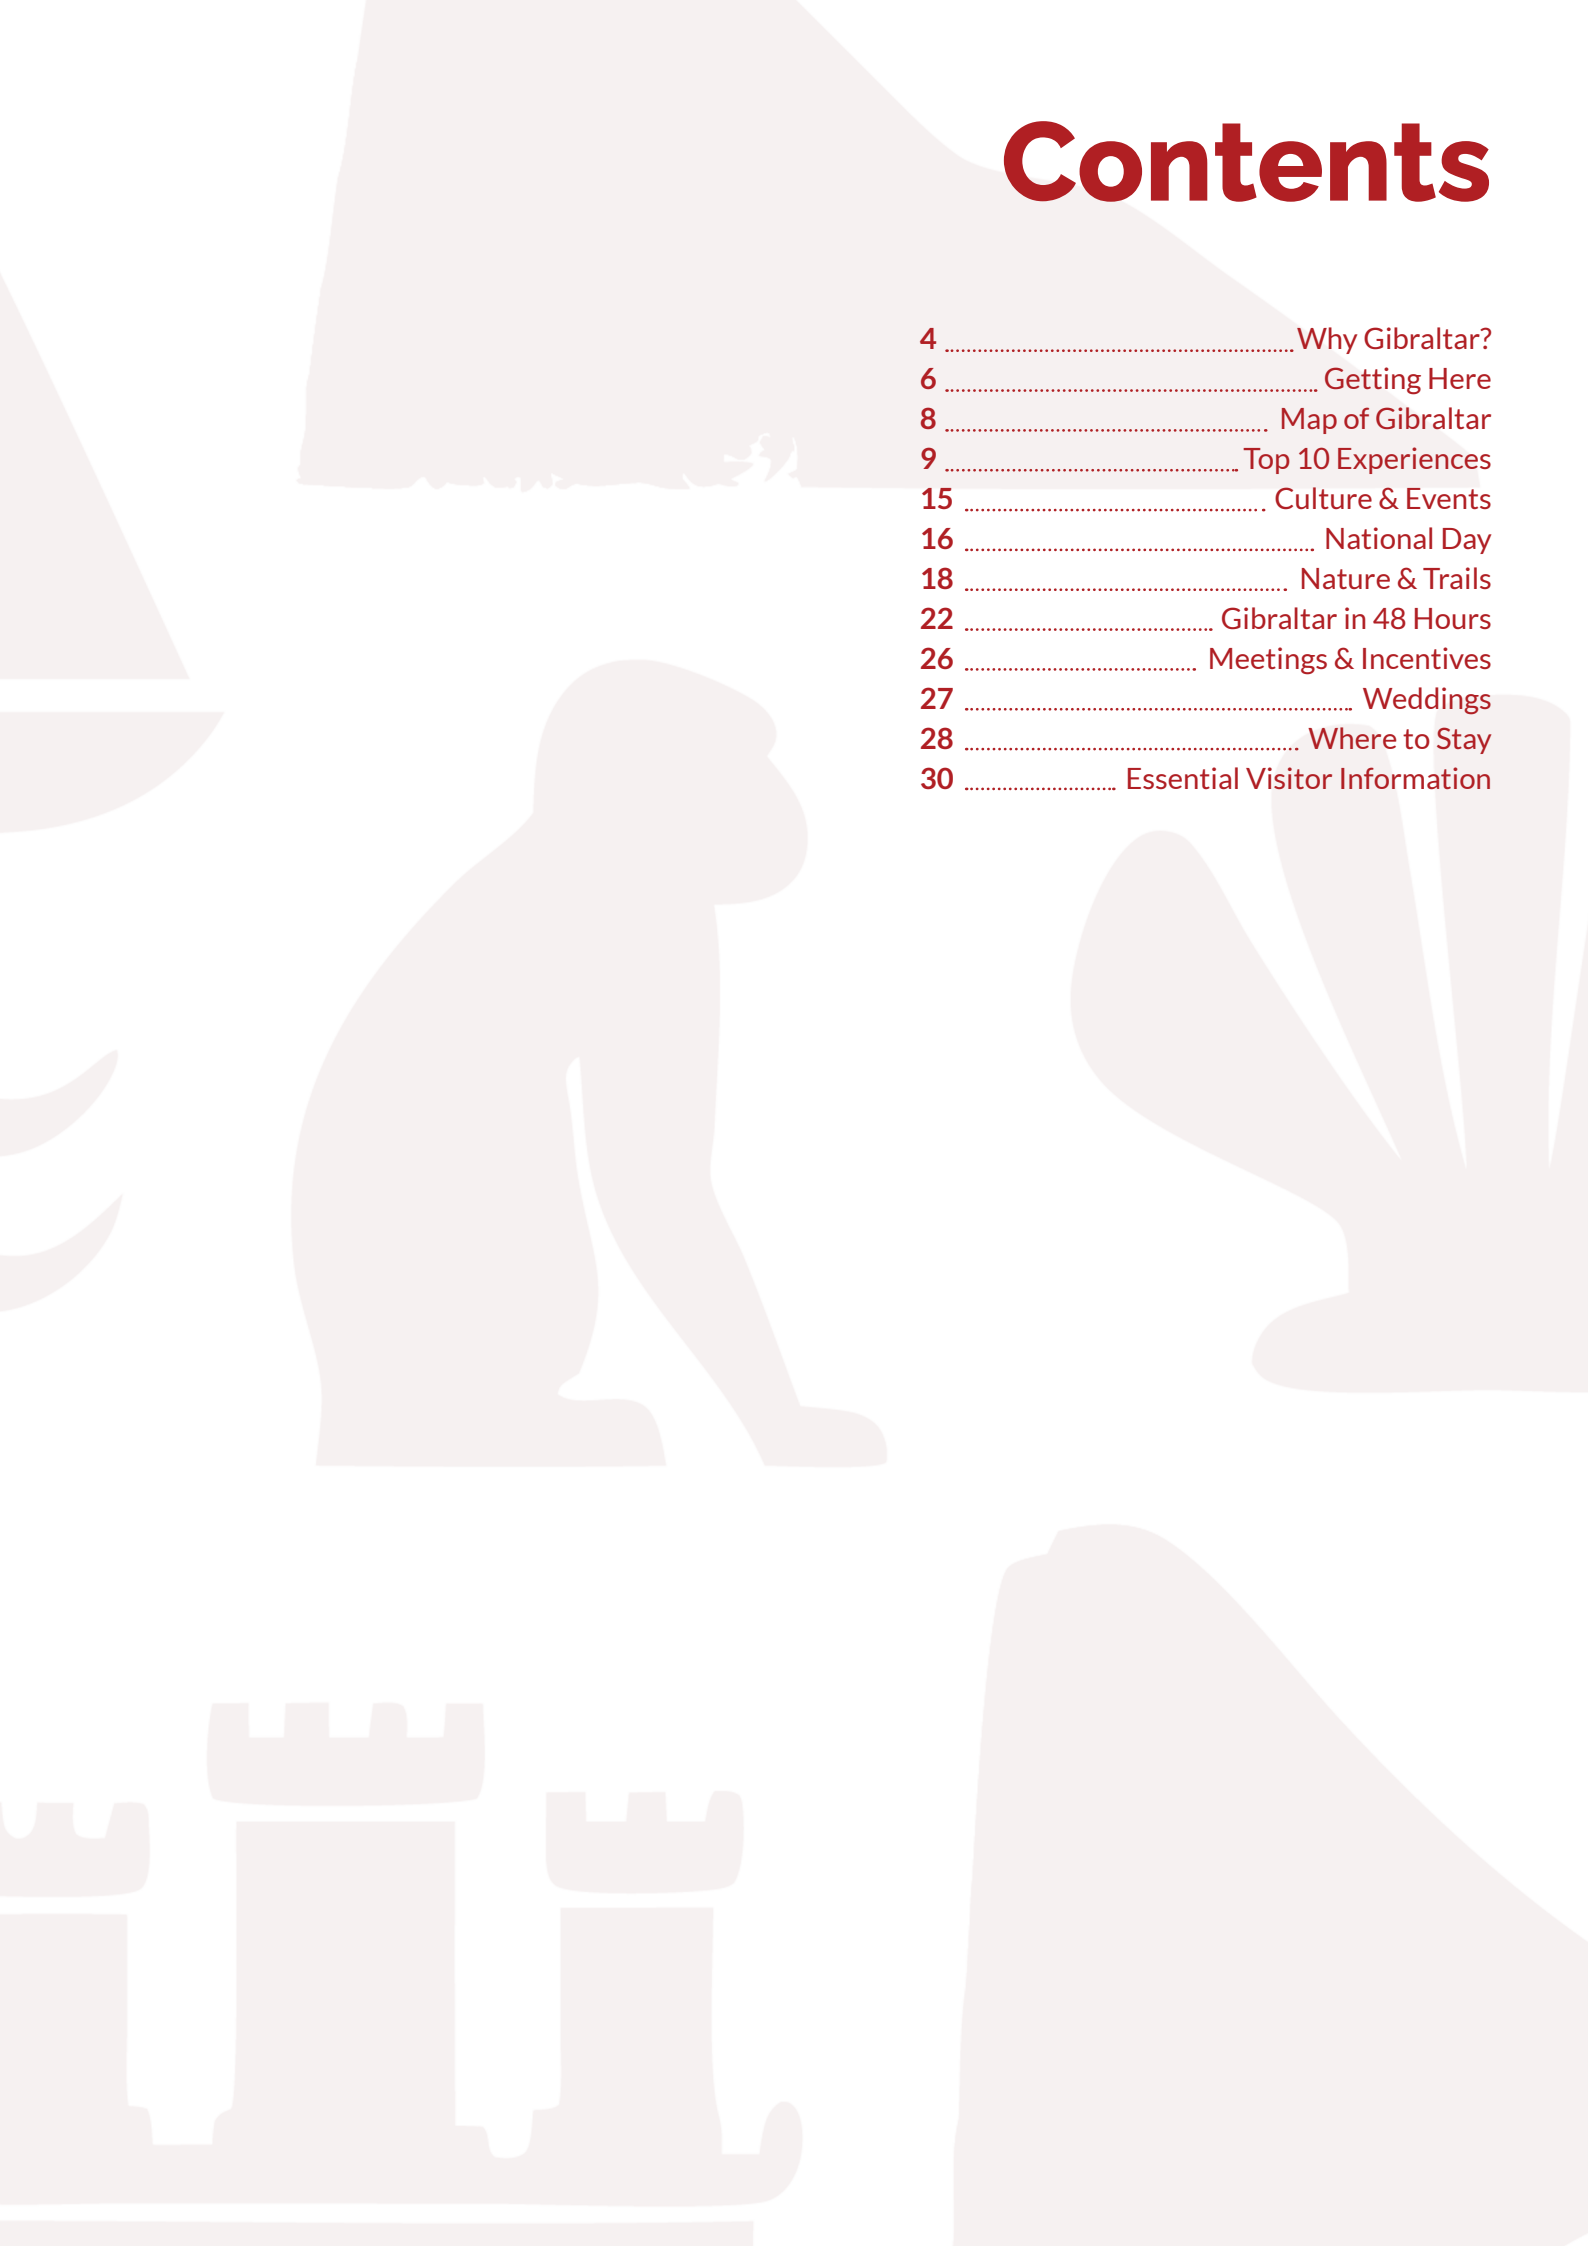 Contents
4 Why Gibraltar?
6 Getting Here
8 Map of Gibraltar
9 Top 10 Experiences
15 Culture & Events
16 National Day
18 Nature & Trails
22 Gibraltar in 48 Hours
26 Meetings & Incentives
27 Weddings
28 Where to Stay
30 Essential Visitor Information